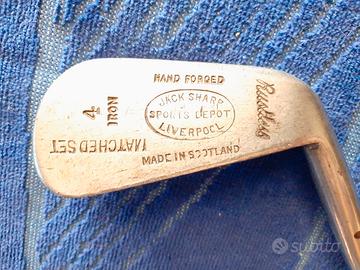 HAND FORGED
Rustless
JACK SHARP
SPORTS DEPOT
LIVERPOOL
MADE IN SCOTLAND
4
IRON
MATCHED SET
subito